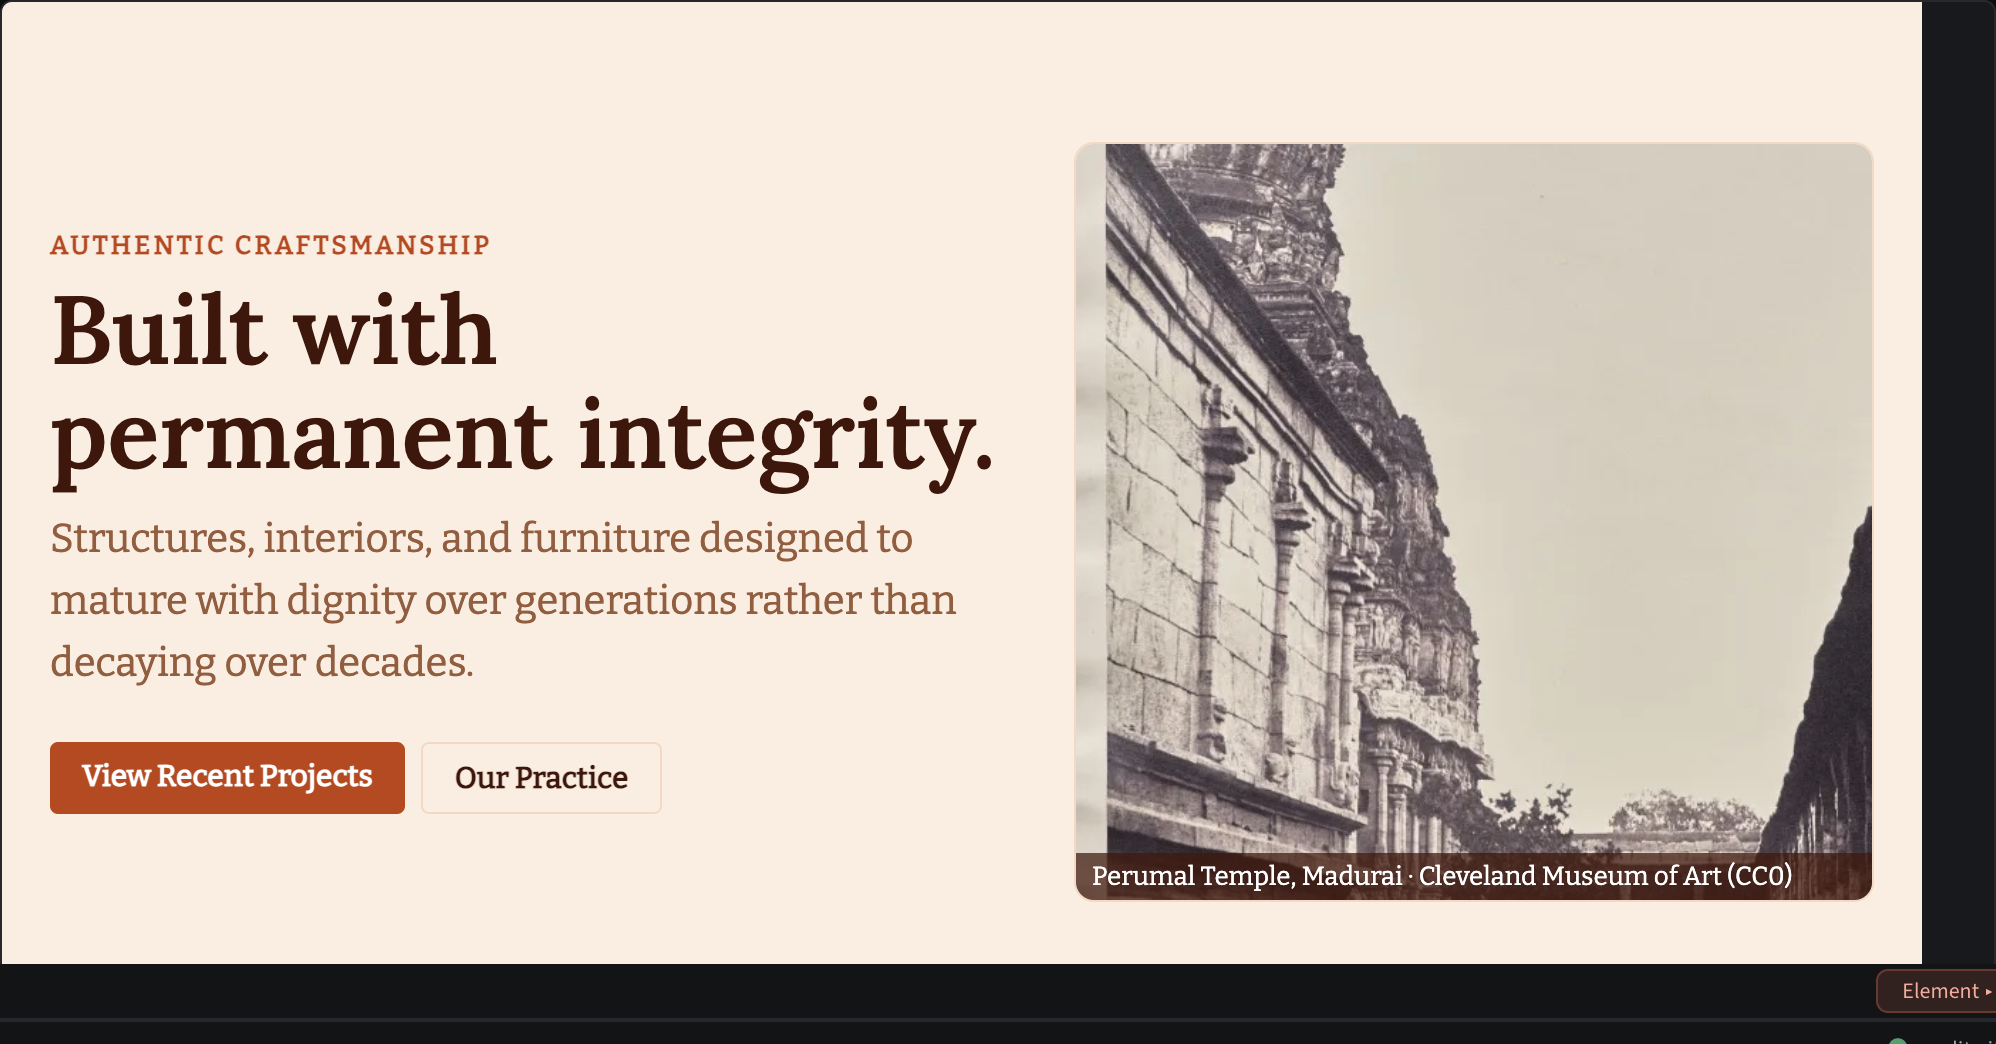 AUTHENTIC CRAFTSMANSHIP
Built with
permanent integrity.
Structures, interiors, and furniture designed to
mature with dignity over generations rather than
decaying over decades.
View Recent Projects
Our Practice
Perumal Temple, Madurai · Cleveland Museum of Art (CC0)
Element ▸